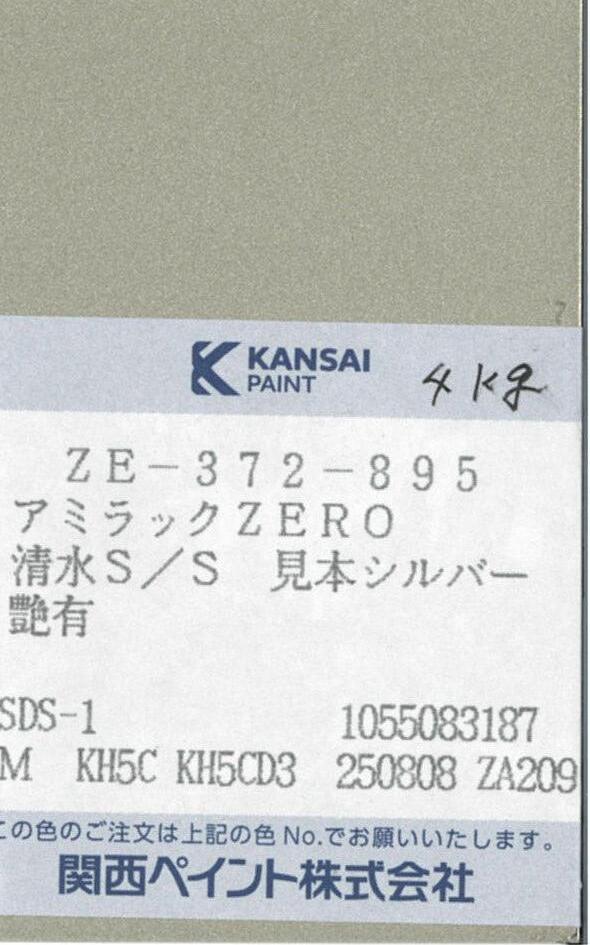 KANSAI
PAINT
4 Kg
ZE-372-895
アミラックZERO
清水S/S 見本シルバー
艶有
SDS-1 1055083187
M KH5C KH5CD3 250808 ZA209
この色のご注文は上記の色No.でお願いいたします。
関西ペイント株式会社